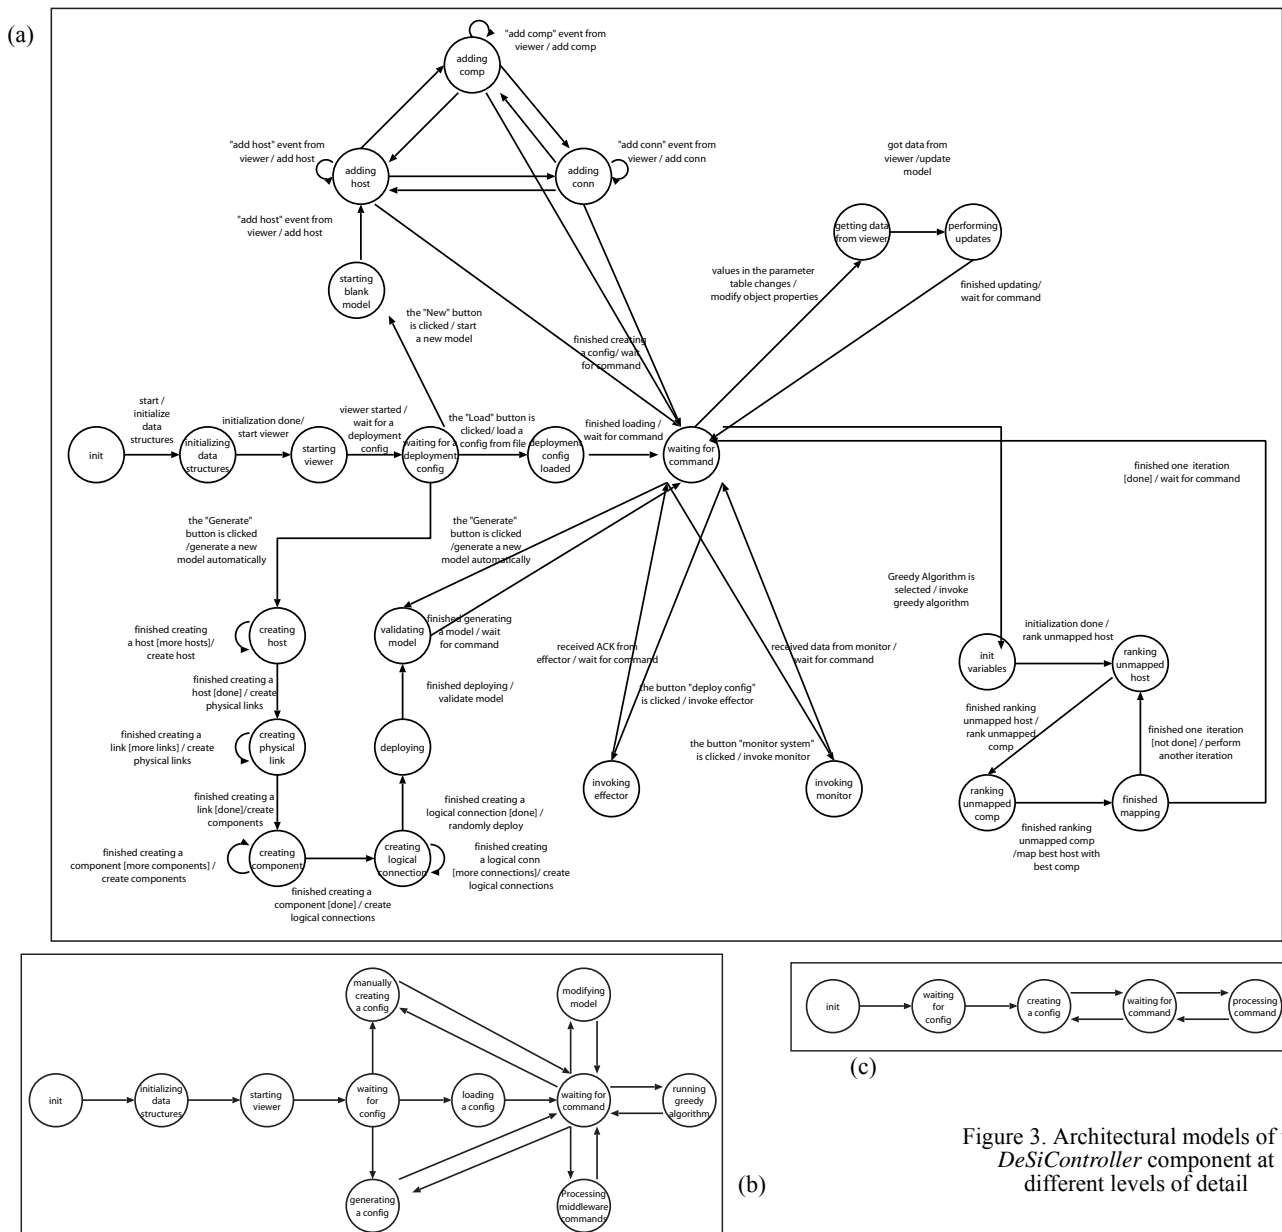 (a)
"add comp" event from
viewer / add comp
adding
comp
"add host" event from
viewer / add host
"add conn" event from
viewer / add conn
got data from
viewer /update
model
adding
host
adding
conn
"add host" event from
viewer / add host
getting data
from viewer
performing
updates
starting
blank
model
values in the parameter
table changes /
modify object properties
finished updating/
wait for command
the "New" button
is clicked / start
a new model
finished creating
a config/ wait
for command
start /
initialize
data
structures
initialization done/
start viewer
viewer started /
wait for a
deployment
config
the "Load" button is
clicked/ load a
config from file
finished loading /
wait for command
init
initializing
data
structures
starting
viewer
waiting for a
deployment
config
deployment
config
loaded
waiting for
command
finished one iteration
[done] / wait for command
the "Generate"
button is clicked
/generate a new
model automatically
the "Generate"
button is clicked
/generate a new
model automatically
Greedy Algorithm is
selected / invoke
greedy algorithm
finished creating
a host [more hosts]/
create host
creating
host
validating
model
finished generating
a model / wait
for command
received ACK from
effector / wait for command
received data from monitor /
wait for command
initialization done /
rank unmapped host
init
variables
ranking
unmapped
host
finished creating a
host [done] / create
physical links
finished deploying /
validate model
the button "deploy config"
is clicked / invoke effector
finished ranking
unmapped host /
rank unmapped
comp
finished creating a
link [more links] / create
physical links
creating
physical
link
deploying
the button "monitor system"
is clicked / invoke monitor
finished one iteration
[not done] / perform
another iteration
invoking
effector
invoking
monitor
ranking
unmapped
comp
finished
mapping
finished creating a
link [done]/create
components
finished creating a
logical connection [done] /
randomly deploy
finished creating a
component [more components] /
create components
creating
component
creating
logical
connection
finished creating
a logical conn
[more connections]/ create
logical connections
finished ranking
unmapped comp
/map best host with
best comp
finished creating a
component [done] / create
logical connections
manually
creating
a config
modifying
model
init
initializing
data
structures
starting
viewer
waiting
for
config
loading
a config
waiting for
command
running
greedy
algorithm
generating
a config
Processing
middleware
commands
(b)
init
waiting
for
config
creating
a config
waiting for
command
processing
command
(c)
Figure 3. Architectural models of
DeSiController component at
different levels of detail